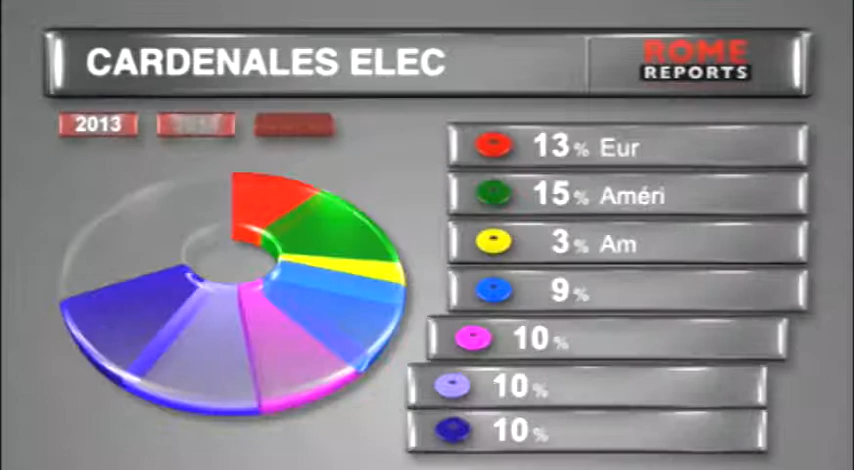 CARDENALES ELEC
ROME
REPORTS
2013
13% Eur
15% Améri
3% Am
9%
10%
10%
10%